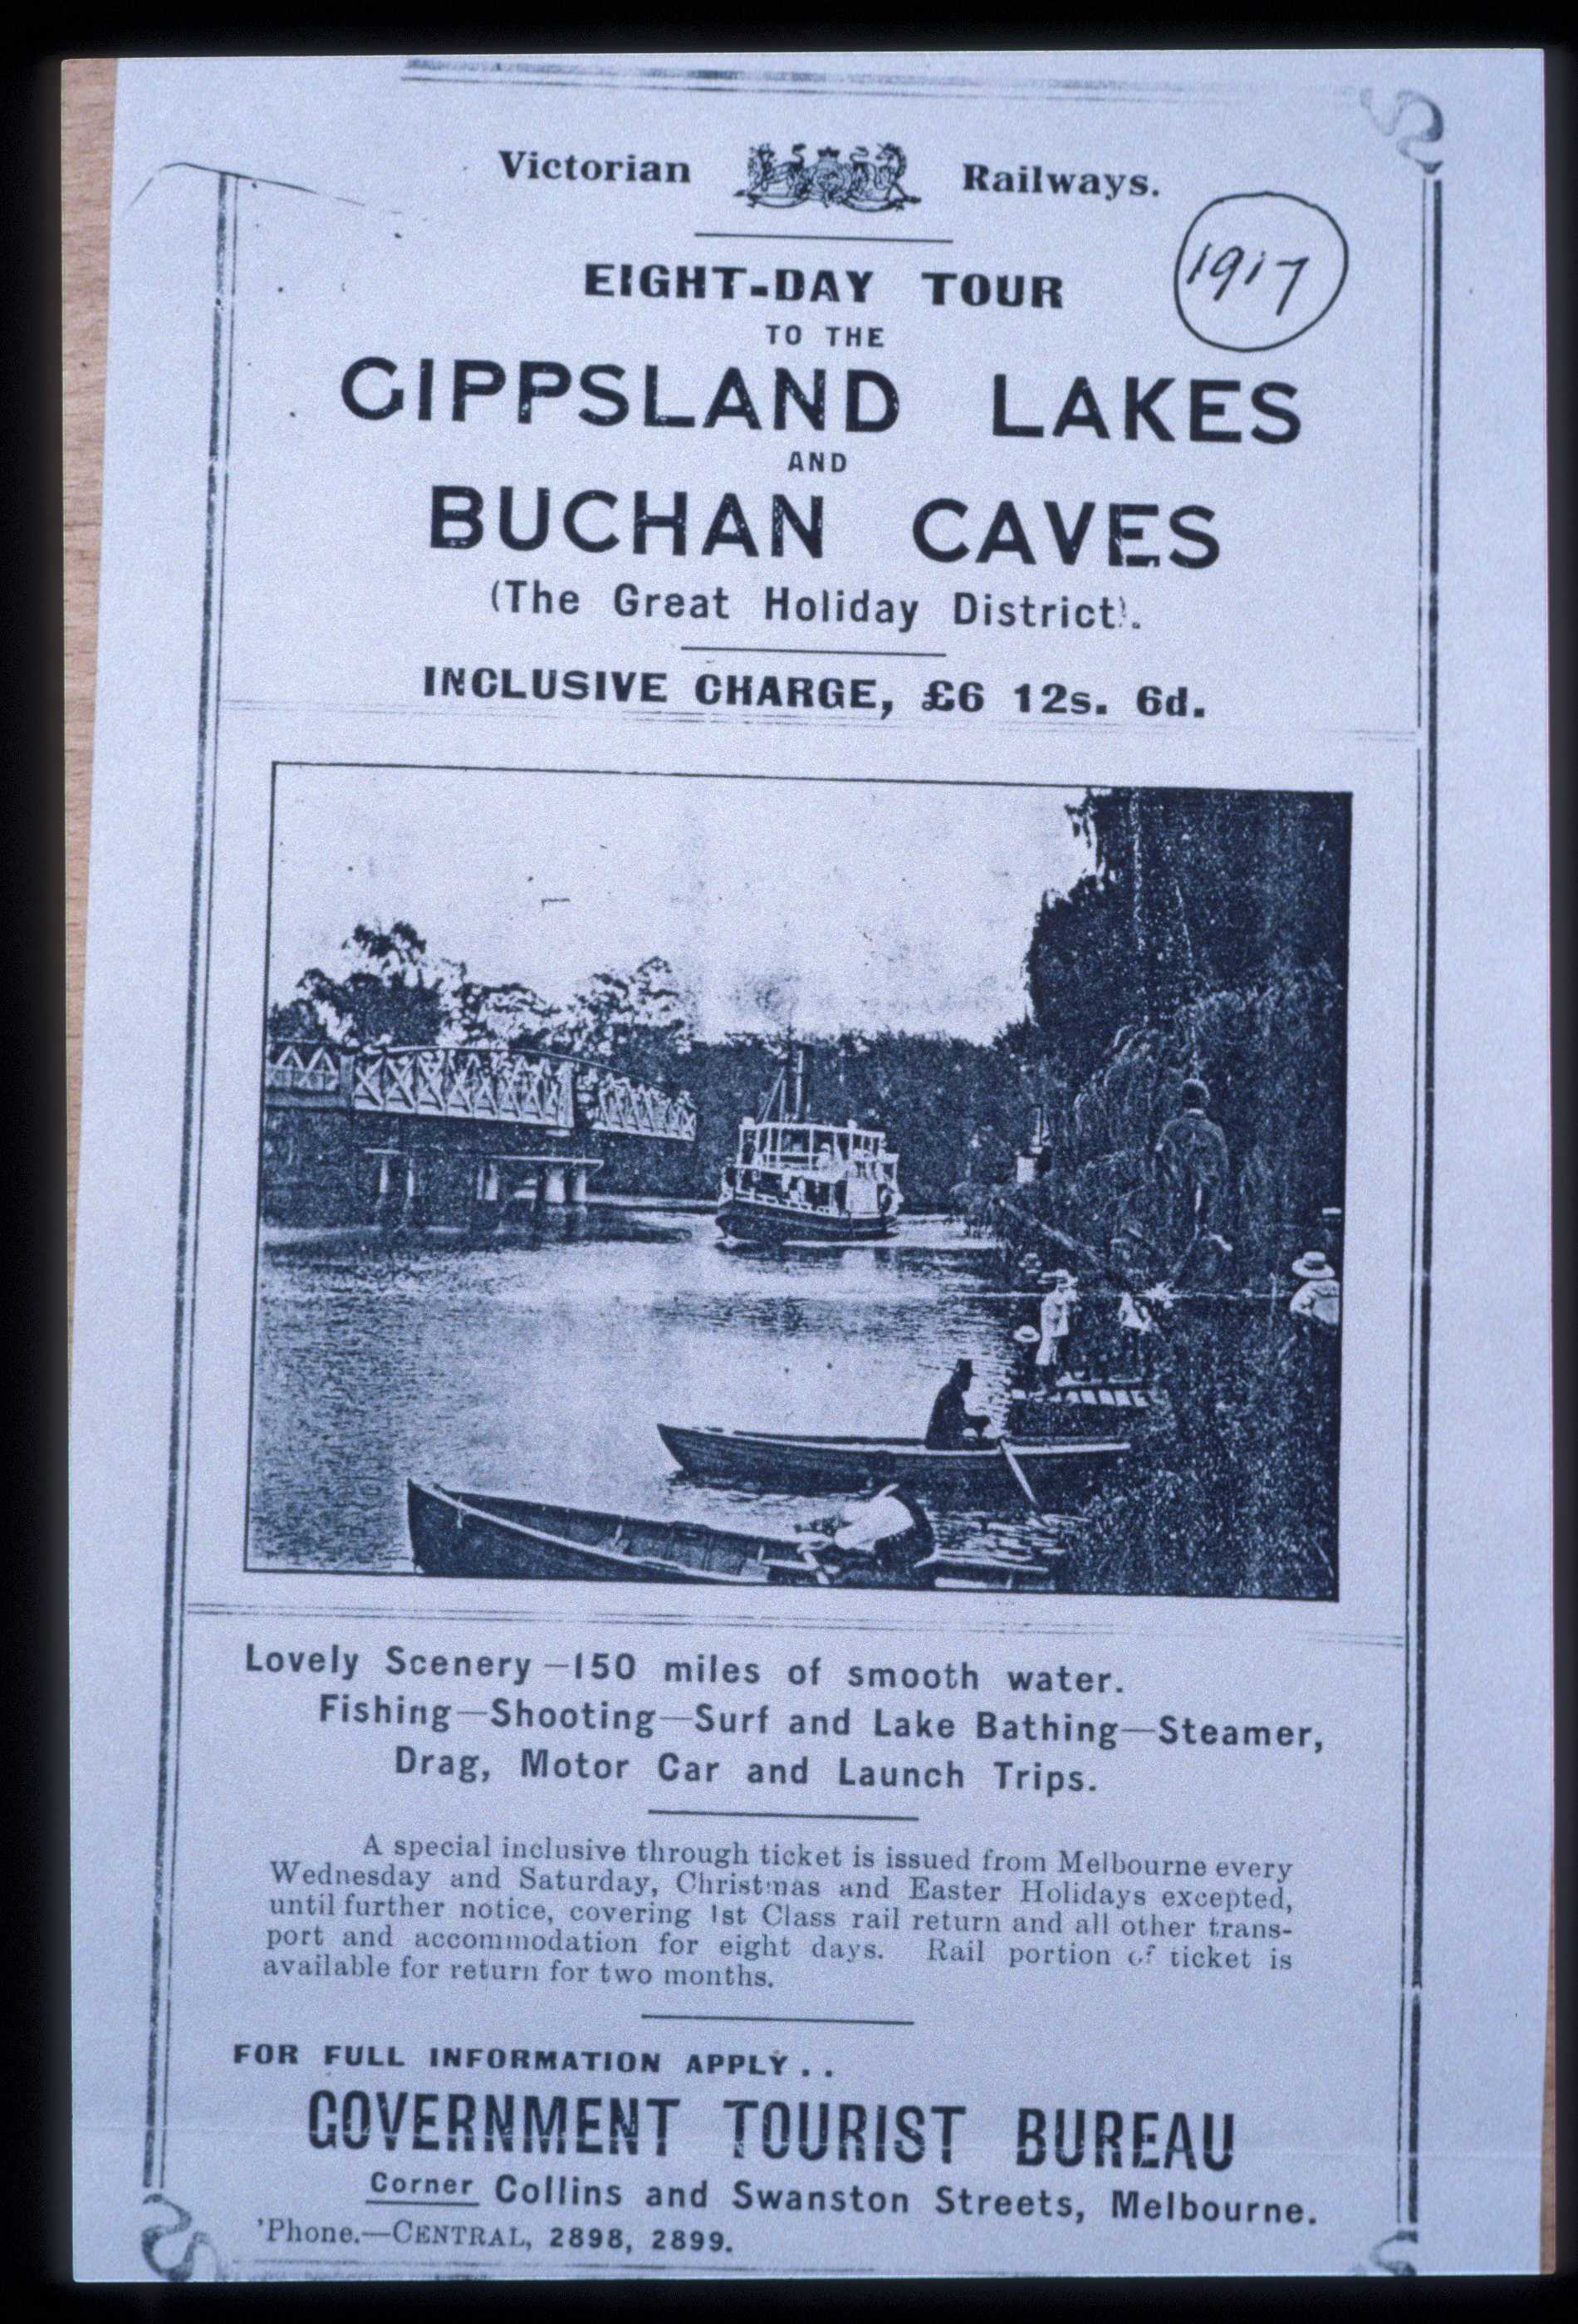 Victorian Railways.
1917
EIGHT-DAY TOUR
TO THE
GIPPSLAND LAKES
AND
BUCHAN CAVES
(The Great Holiday District).
INCLUSIVE CHARGE, £6 12s. 6d.
Lovely Scenery—150 miles of smooth water.
Fishing—Shooting—Surf and Lake Bathing—Steamer,
Drag, Motor Car and Launch Trips.
A special inclusive through ticket is issued from Melbourne every
Wednesday and Saturday, Christmas and Easter Holidays excepted,
until further notice, covering 1st Class rail return and all other trans-
port and accommodation for eight days. Rail portion of ticket is
available for return for two months.
FOR FULL INFORMATION APPLY . .
GOVERNMENT TOURIST BUREAU
Corner Collins and Swanston Streets, Melbourne.
'Phone.—CENTRAL, 2898, 2899.